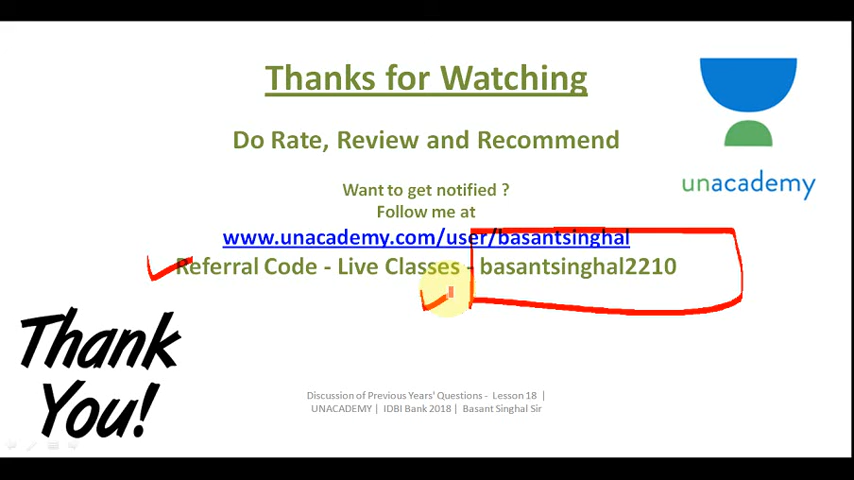 Thanks for Watching
unacademy
Do Rate, Review and Recommend
Want to get notified ?
Follow me at
www.unacademy.com/user/basantsinghal
Referral Code - Live Classes - basantsinghal2210
Thank
You!
Discussion of Previous Years' Questions - Lesson 18 |
UNACADEMY | IDBI Bank 2018 | Basant Singhal Sir